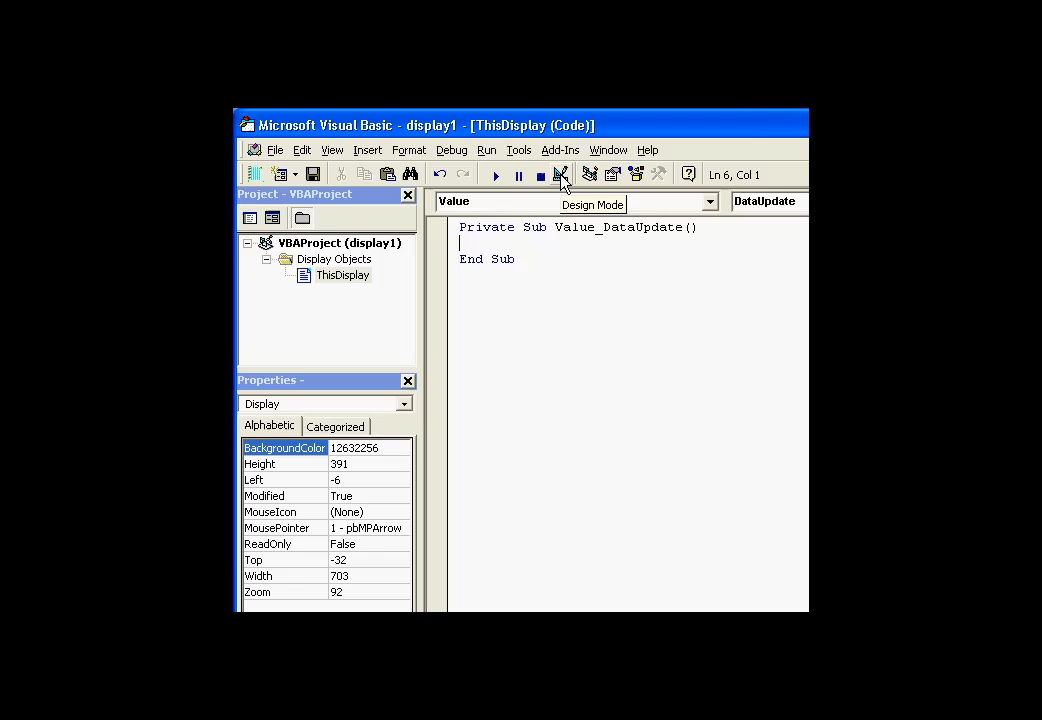 Microsoft Visual Basic - display1 - [ThisDisplay (Code)]
File Edit View Insert Format Debug Run Tools Add-Ins Window Help
Ln 6, Col 1
Project - VBAProject
Value
DataUpdate
Design Mode
VBAProject (display1)
Display Objects
ThisDisplay
Private Sub Value_DataUpdate()
End Sub
Properties -
Display
Alphabetic Categorized
BackgroundColor 12632256
Height 391
Left -6
Modified True
MouseIcon (None)
MousePointer 1 - pbMPArrow
ReadOnly False
Top -32
Width 703
Zoom 92